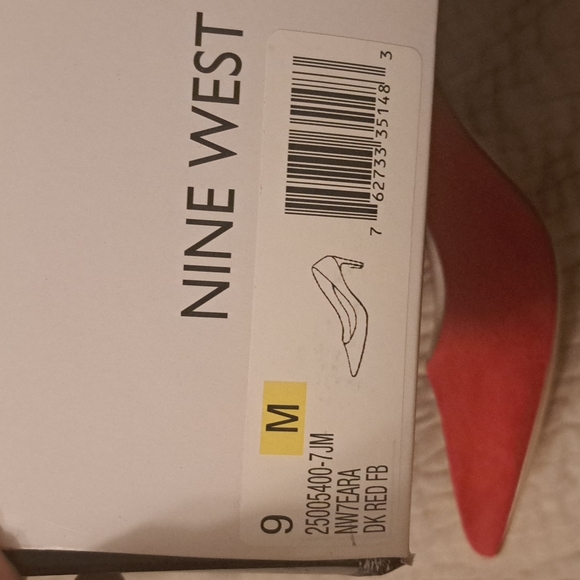 NINE WEST
7 62733 35148 3
9 M
25005400-7JM
NW7EARA
DK RED FB